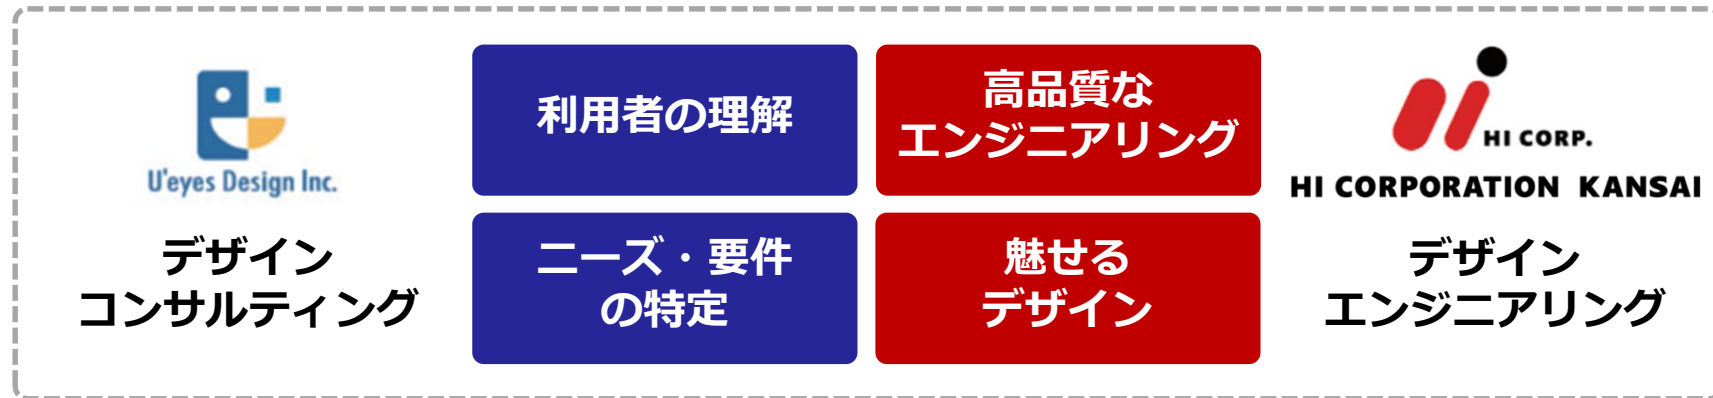 U'eyes Design Inc.
デザイン
コンサルティング
利用者の理解
ニーズ・要件
の特定
高品質な
エンジニアリング
魅せる
デザイン
HI CORP.
HI CORPORATION KANSAI
デザイン
エンジニアリング